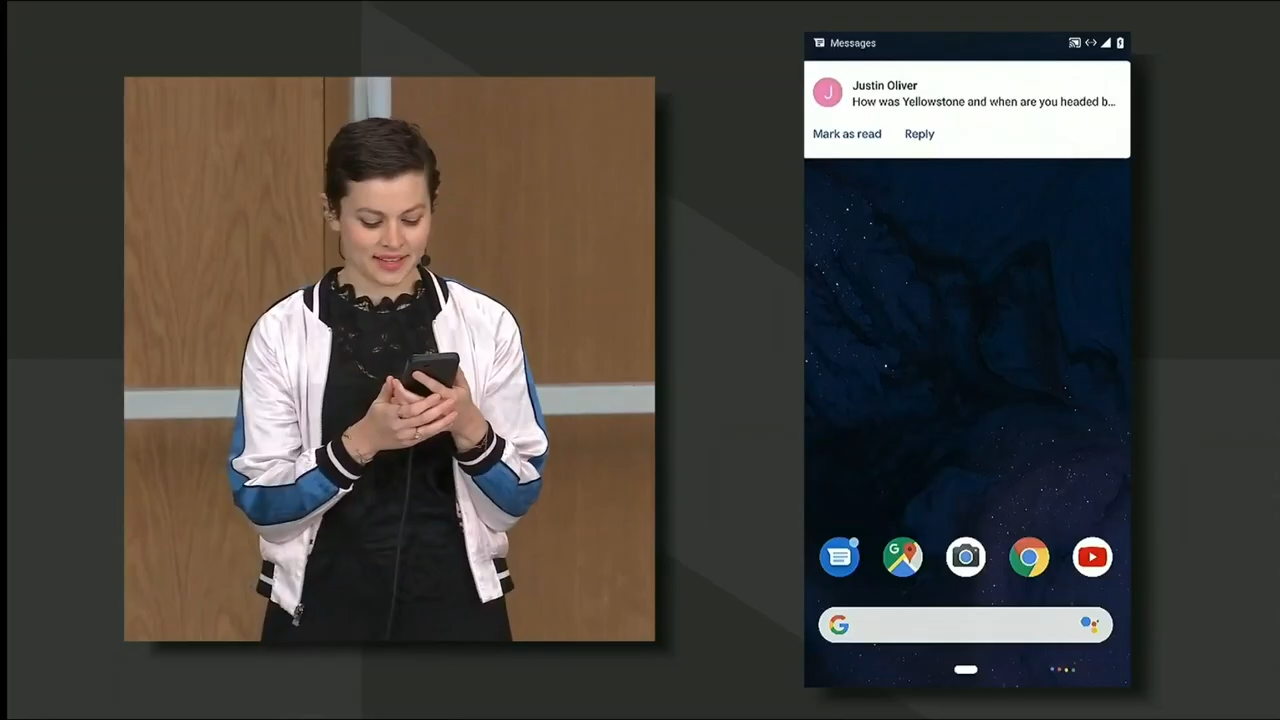 Messages
J
Justin Oliver
How was Yellowstone and when are you headed b...
Mark as read
Reply
G
G